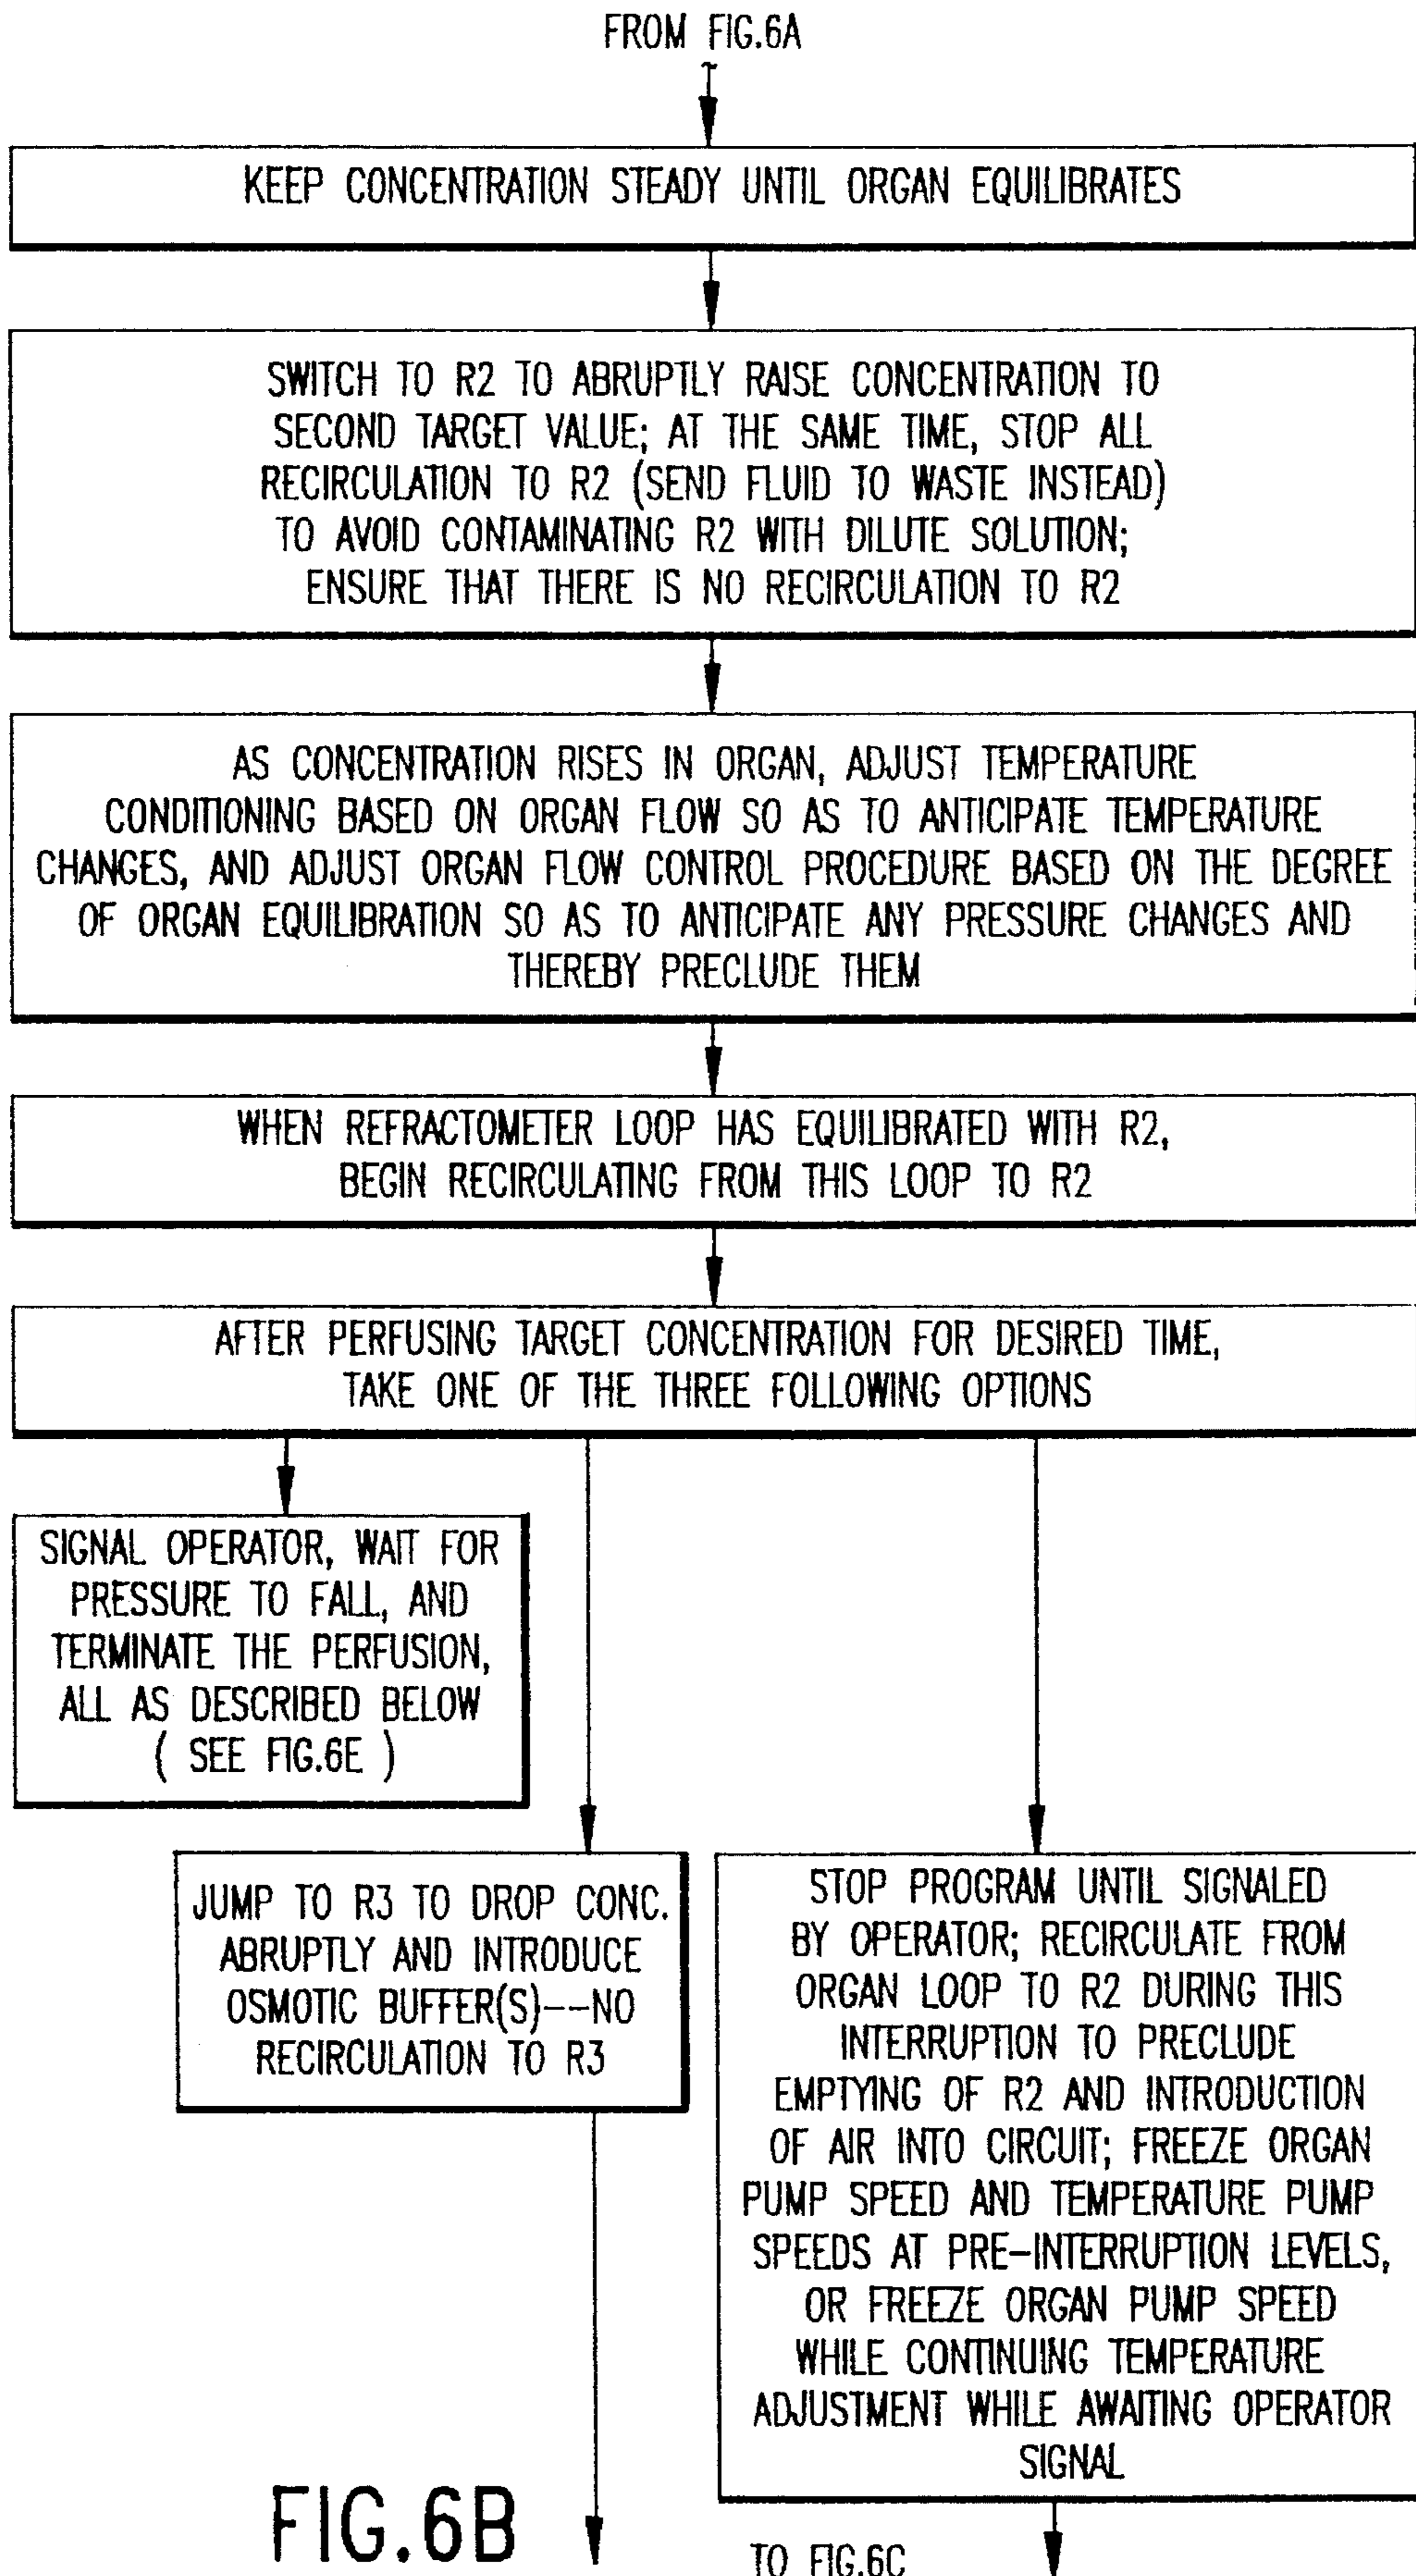 FROM FIG.6A
KEEP CONCENTRATION STEADY UNTIL ORGAN EQUILIBRATES
SWITCH TO R2 TO ABRUPTLY RAISE CONCENTRATION TO
SECOND TARGET VALUE; AT THE SAME TIME, STOP ALL
RECIRCULATION TO R2 (SEND FLUID TO WASTE INSTEAD)
TO AVOID CONTAMINATING R2 WITH DILUTE SOLUTION;
ENSURE THAT THERE IS NO RECIRCULATION TO R2
AS CONCENTRATION RISES IN ORGAN, ADJUST TEMPERATURE
CONDITIONING BASED ON ORGAN FLOW SO AS TO ANTICIPATE TEMPERATURE
CHANGES, AND ADJUST ORGAN FLOW CONTROL PROCEDURE BASED ON THE DEGREE
OF ORGAN EQUILIBRATION SO AS TO ANTICIPATE ANY PRESSURE CHANGES AND
THEREBY PRECLUDE THEM
WHEN REFRACTOMETER LOOP HAS EQUILIBRATED WITH R2,
BEGIN RECIRCULATING FROM THIS LOOP TO R2
AFTER PERFUSING TARGET CONCENTRATION FOR DESIRED TIME,
TAKE ONE OF THE THREE FOLLOWING OPTIONS
SIGNAL OPERATOR, WAIT FOR
PRESSURE TO FALL, AND
TERMINATE THE PERFUSION,
ALL AS DESCRIBED BELOW
( SEE FIG.6E )
JUMP TO R3 TO DROP CONC.
ABRUPTLY AND INTRODUCE
OSMOTIC BUFFER(S)--NO
RECIRCULATION TO R3
STOP PROGRAM UNTIL SIGNALED
BY OPERATOR; RECIRCULATE FROM
ORGAN LOOP TO R2 DURING THIS
INTERRUPTION TO PRECLUDE
EMPTYING OF R2 AND INTRODUCTION
OF AIR INTO CIRCUIT; FREEZE ORGAN
PUMP SPEED AND TEMPERATURE PUMP
SPEEDS AT PRE-INTERRUPTION LEVELS,
OR FREEZE ORGAN PUMP SPEED
WHILE CONTINUING TEMPERATURE
ADJUSTMENT WHILE AWAITING OPERATOR
SIGNAL
FIG.6B
TO FIG.6C